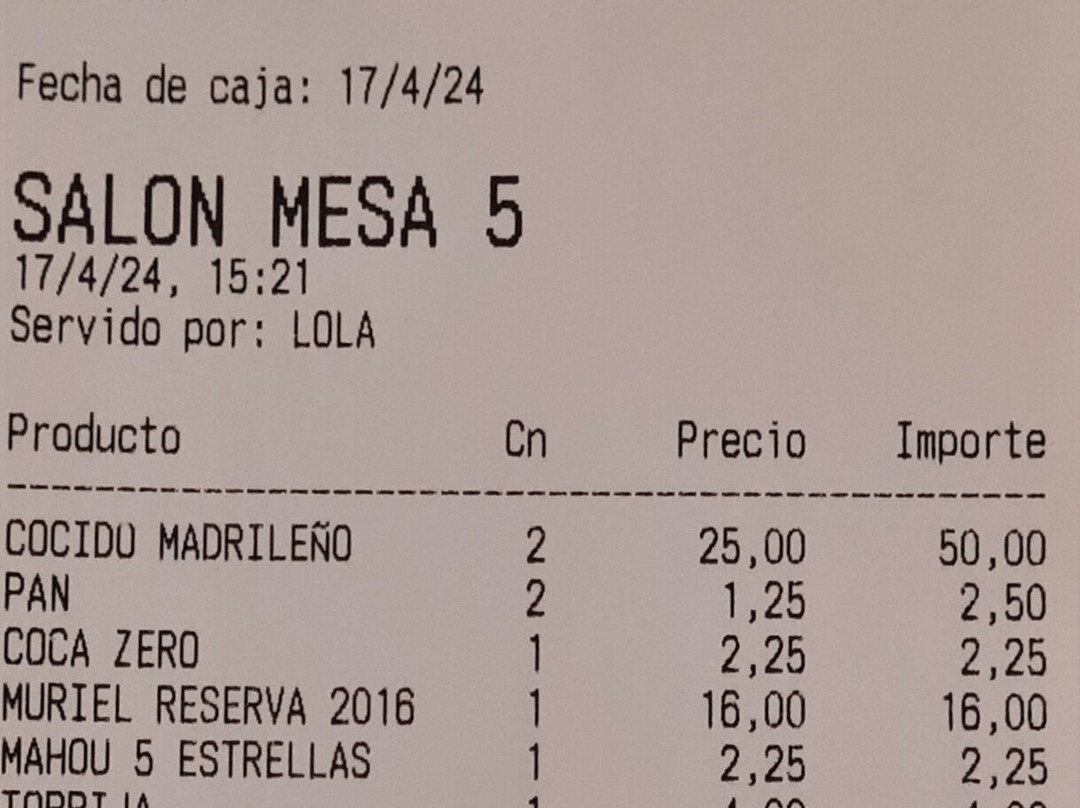 Fecha de caja: 17/4/24
SALON MESA 5
17/4/24, 15:21
Servido por: LOLA
Producto Cn Precio Importe
------------------------------------------------
COCIDO MADRILEÑO 2 25,00 50,00
PAN 2 1,25 2,50
COCA ZERO 1 2,25 2,25
MURIEL RESERVA 2016 1 16,00 16,00
MAHOU 5 ESTRELLAS 1 2,25 2,25
TORRIJA 1